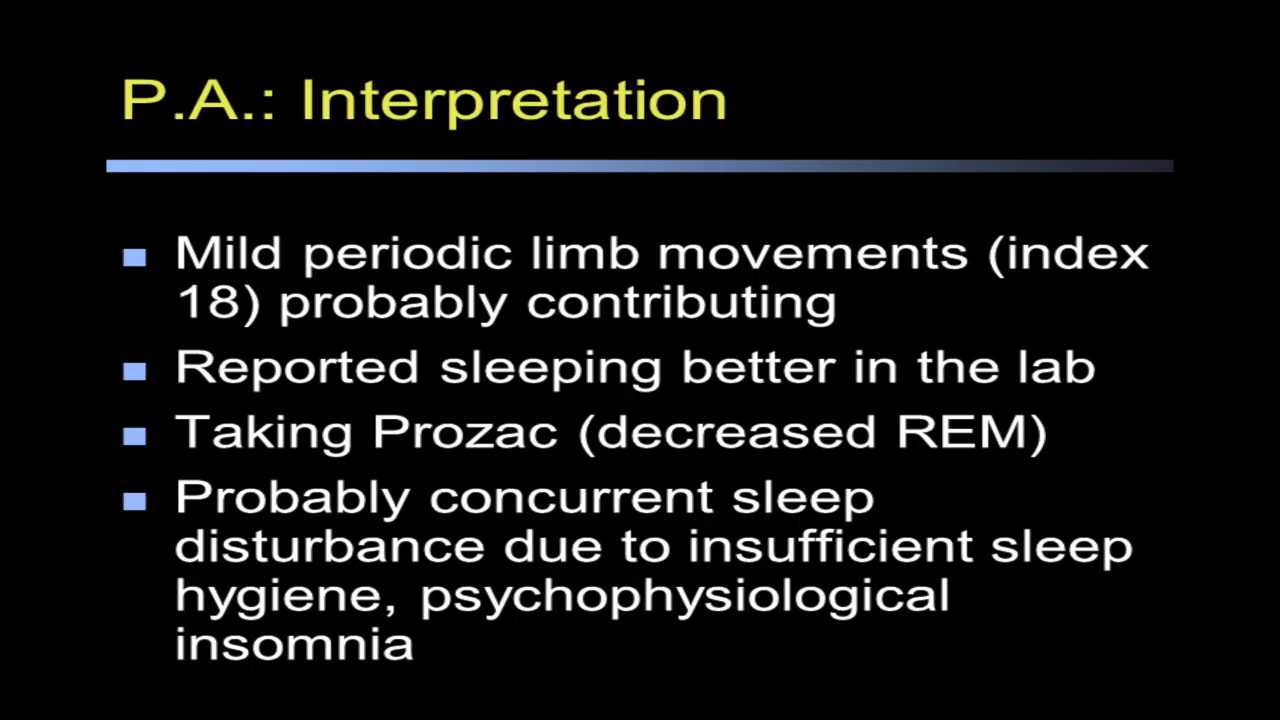 P.A.: Interpretation
Mild periodic limb movements (index
18) probably contributing
Reported sleeping better in the lab
Taking Prozac (decreased REM)
Probably concurrent sleep
disturbance due to insufficient sleep
hygiene, psychophysiological
insomnia